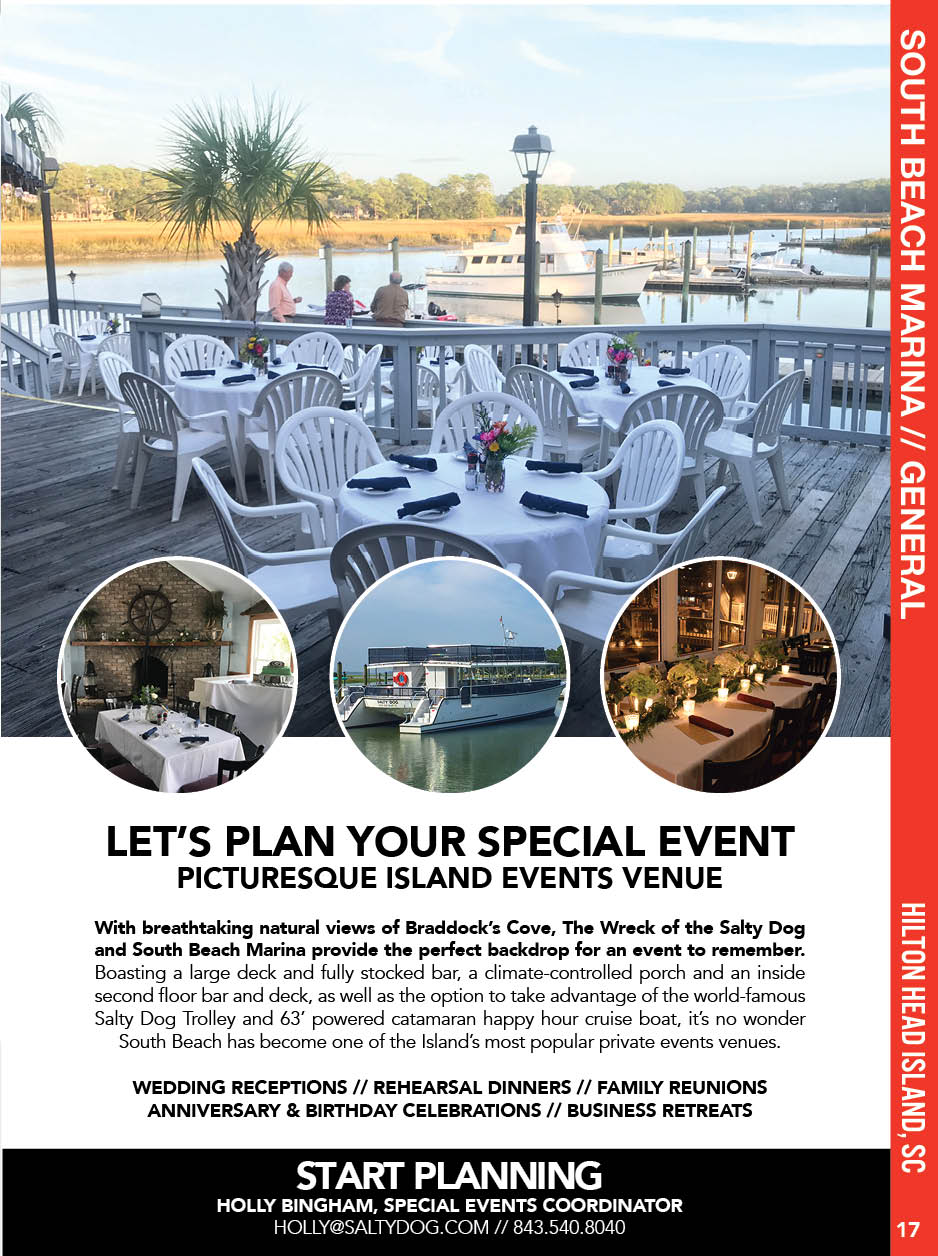 SOUTH BEACH MARINA // GENERAL
HILTON HEAD ISLAND, SC
SALTY DOG
LET’S PLAN YOUR SPECIAL EVENT
PICTURESQUE ISLAND EVENTS VENUE
With breathtaking natural views of Braddock’s Cove, The Wreck of the Salty Dog
and South Beach Marina provide the perfect backdrop for an event to remember.
Boasting a large deck and fully stocked bar, a climate-controlled porch and an inside
second floor bar and deck, as well as the option to take advantage of the world-famous
Salty Dog Trolley and 63’ powered catamaran happy hour cruise boat, it’s no wonder
South Beach has become one of the Island’s most popular private events venues.
WEDDING RECEPTIONS // REHEARSAL DINNERS // FAMILY REUNIONS
ANNIVERSARY & BIRTHDAY CELEBRATIONS // BUSINESS RETREATS
START PLANNING
HOLLY BINGHAM, SPECIAL EVENTS COORDINATOR
HOLLY@SALTYDOG.COM // 843.540.8040
17